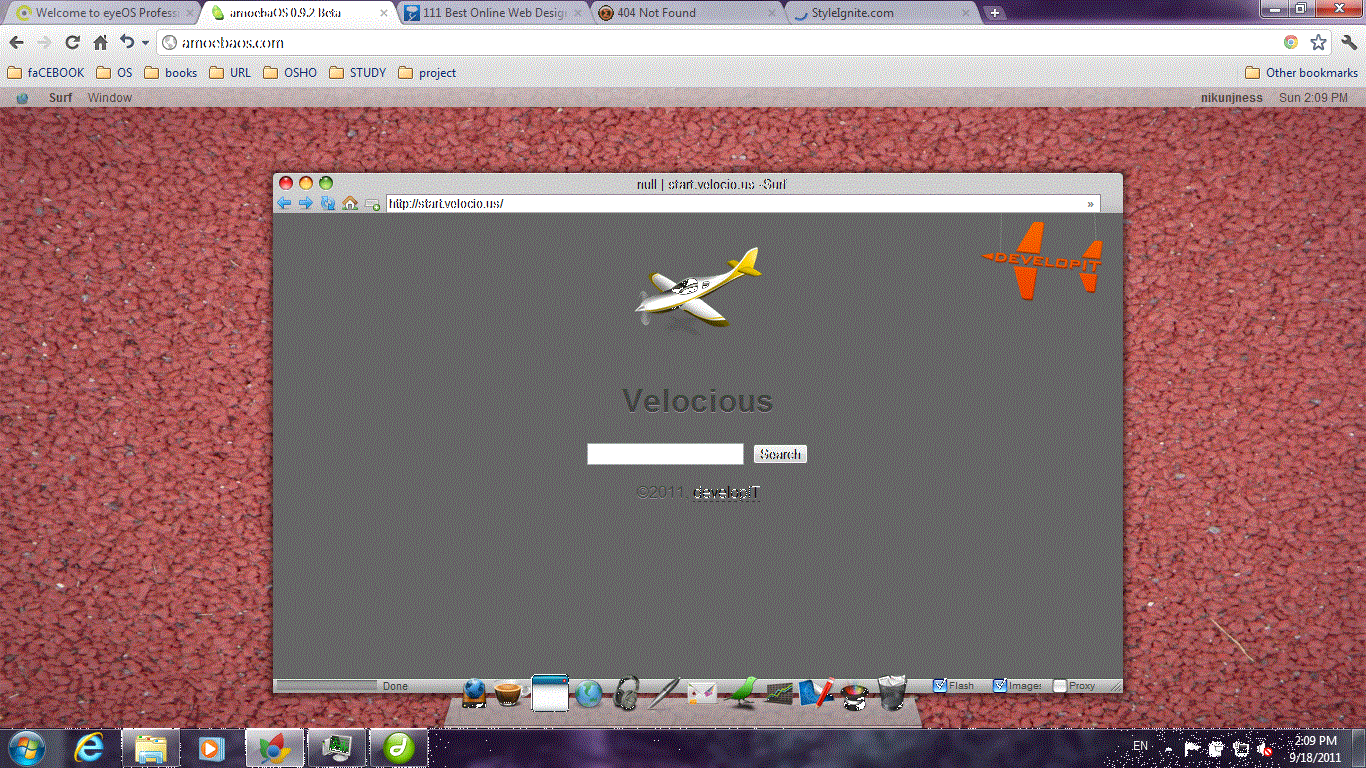 Welcome to eyeOS Profess
amoebaOS 0.9.2 Beta
111 Best Online Web Desig
404 Not Found
StyleIgnite.com
amoebaos.com
faCEBOOK
OS
books
URL
OSHO
STUDY
project
Other bookmarks
Surf
Window
nikunjness
Sun 2:09 PM
null | start.velocio.us - Surf
http://start.velocio.us/
»
DEVELOPIT
Velocious
Search
©2011, developIT
Done
Flash
Images
Proxy
EN
2:09 PM
9/18/2011